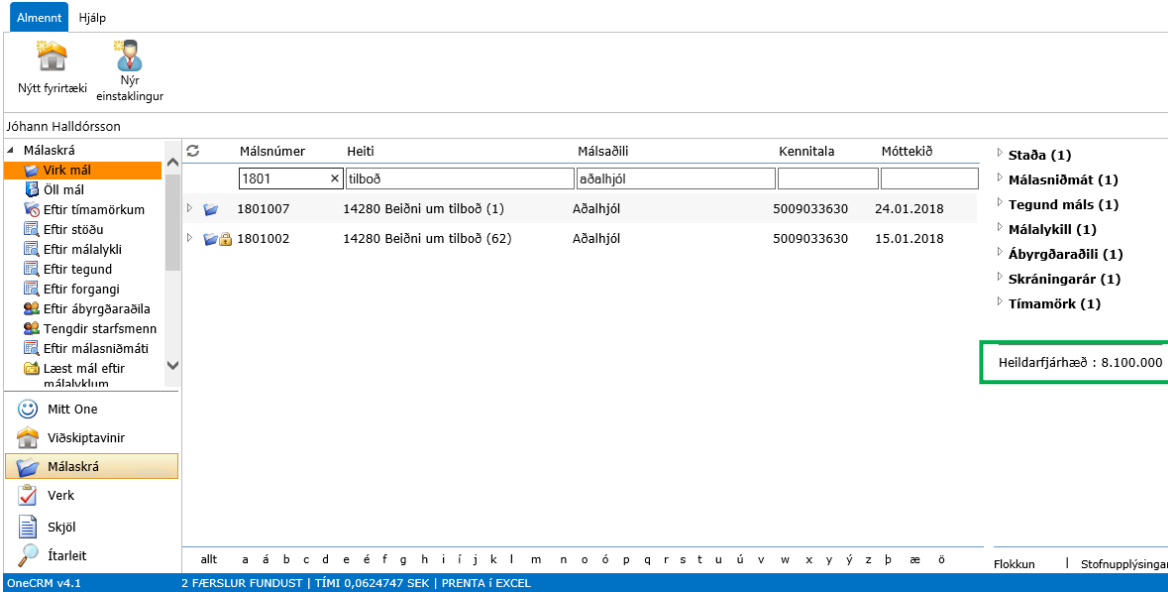 Almennt Hjálp
Nýtt fyrirtæki
Nýr
einstaklingur
Jóhann Halldórsson
Málaskrá
Virk mál
Öll mál
Eftir tímamörkum
Eftir stöðu
Eftir málalykli
Eftir tegund
Eftir forgangi
Eftir ábyrgðaraðila
Tengdir starfsmenn
Eftir málasniðmáti
Læst mál eftir
málalyklum
Mitt One
Viðskiptavinir
Málaskrá
Verk
Skjöl
Ítarleit
Málsnúmer Heiti Málsaðili Kennitala Móttekið
1801 × tilboð aðalhjól
1801007 14280 Beiðni um tilboð (1) Aðalhjól 5009033630 24.01.2018
1801002 14280 Beiðni um tilboð (62) Aðalhjól 5009033630 15.01.2018
allt a á b c d e é f g h i í j k l m n o ó p q r s t u ú v w x y ý z þ æ ö
Staða (1)
Málasniðmát (1)
Tegund máls (1)
Málalykill (1)
Ábyrgðaraðili (1)
Skráningarár (1)
Tímamörk (1)
Heildarfjárhæð : 8.100.000
Flokkun | Stofnupplýsingar
OneCRM v4.1 2 FÆRSLUR FUNDUST | TÍMI 0,0624747 SEK | PRENTA Í EXCEL